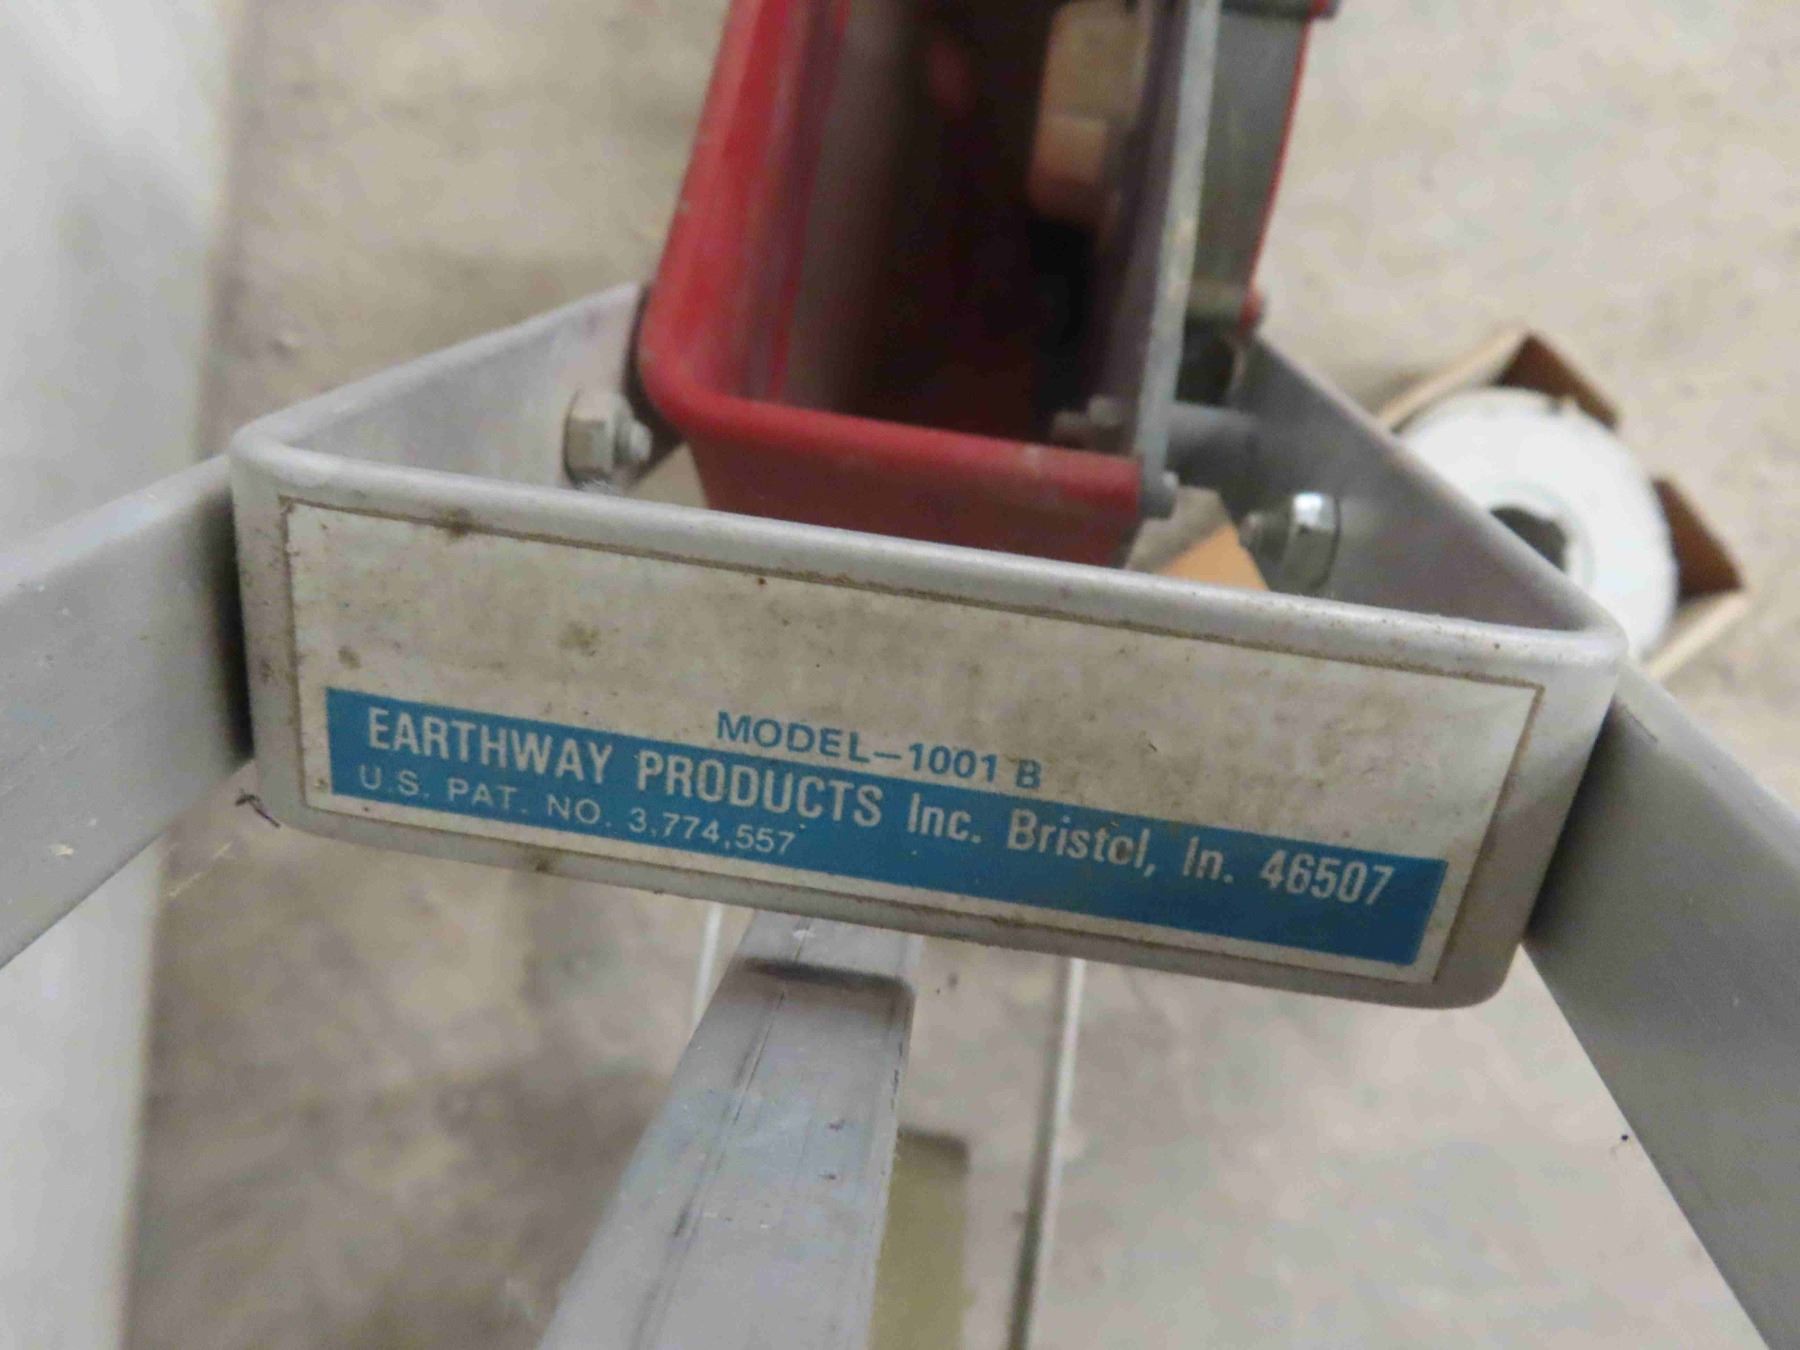 MODEL-1001 B
EARTHWAY PRODUCTS Inc. Bristol, In. 46507
U.S. PAT. NO. 3,774,557